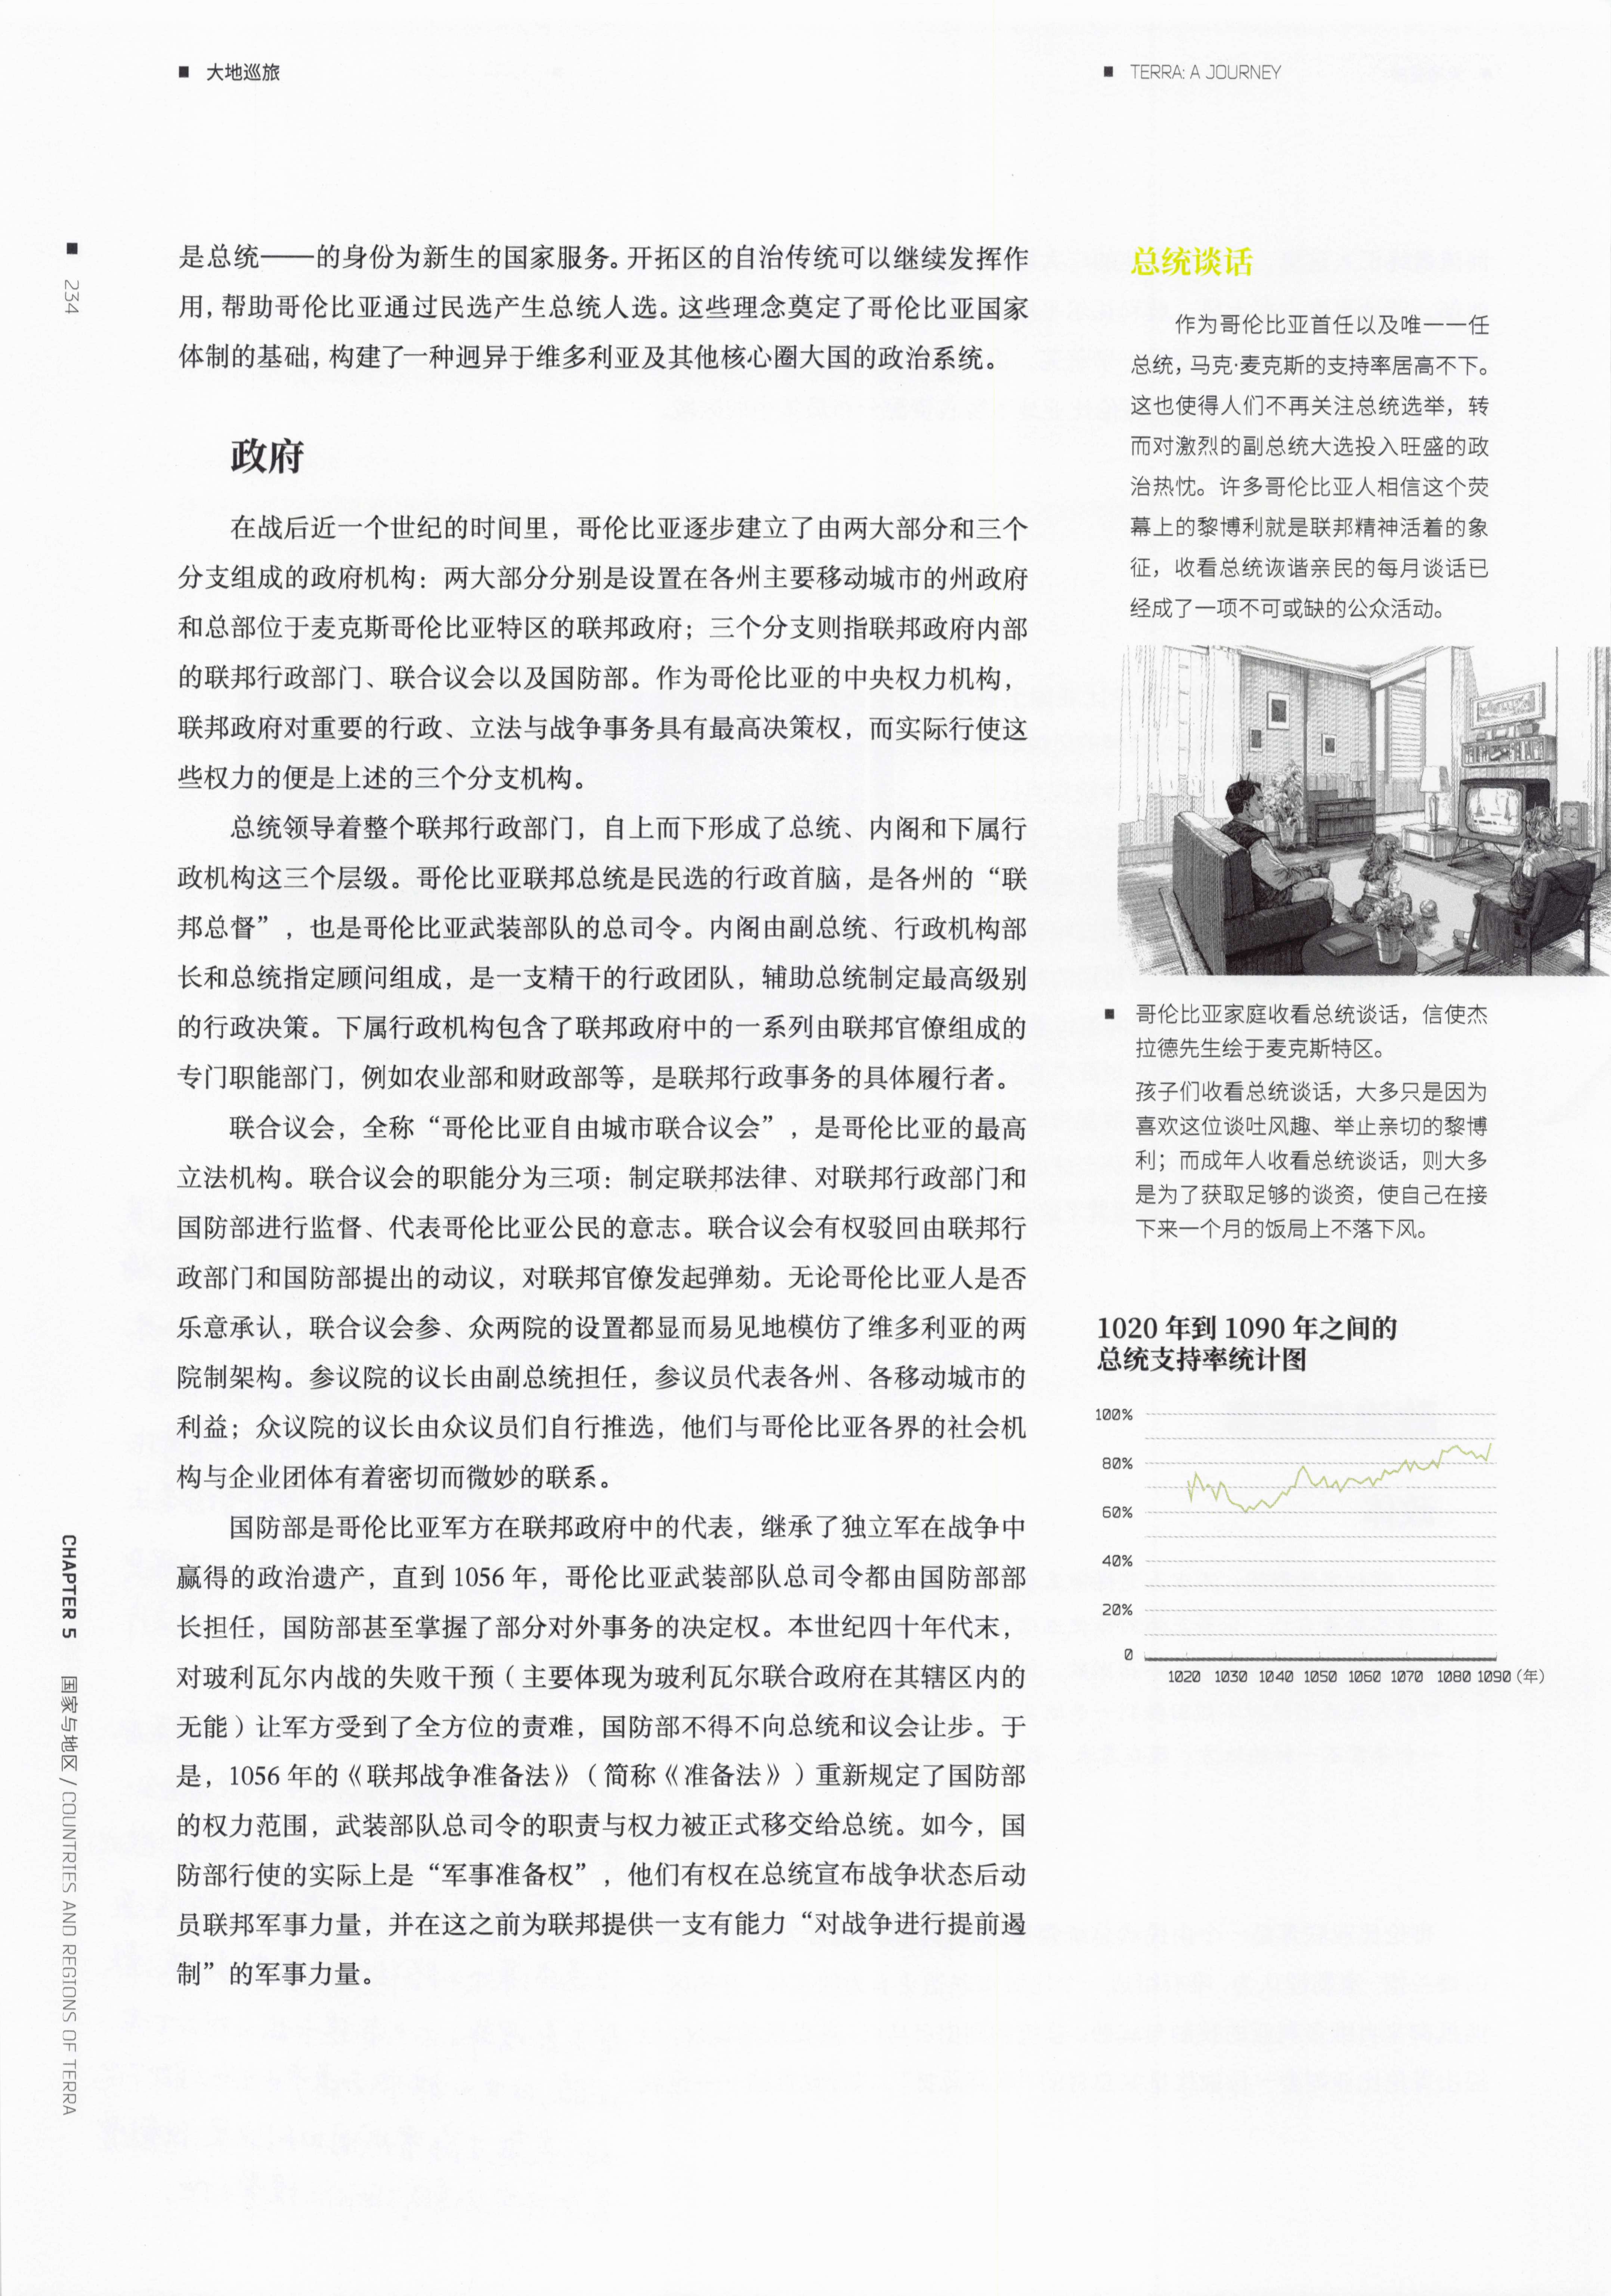 大地巡旅
TERRA: A JOURNEY
234
是总统——的身份为新生的国家服务。开拓区的自治传统可以继续发挥作
用，帮助哥伦比亚通过民选产生总统人选。这些理念奠定了哥伦比亚国家
体制的基础，构建了一种迥异于维多利亚及其他核心圈大国的政治系统。
政府
在战后近一个世纪的时间里，哥伦比亚逐步建立了由两大部分和三个
分支组成的政府机构：两大部分分别是设置在各州主要移动城市的州政府
和总部位于麦克斯哥伦比亚特区的联邦政府；三个分支则指联邦政府内部
的联邦行政部门、联合议会以及国防部。作为哥伦比亚的中央权力机构，
联邦政府对重要的行政、立法与战争事务具有最高决策权，而实际行使这
些权力的便是上述的三个分支机构。
总统领导着整个联邦行政部门，自上而下形成了总统、内阁和下属行
政机构这三个层级。哥伦比亚联邦总统是民选的行政首脑，是各州的“联
邦总督”，也是哥伦比亚武装部队的总司令。内阁由副总统、行政机构部
长和总统指定顾问组成，是一支精干的行政团队，辅助总统制定最高级别
的行政决策。下属行政机构包含了联邦政府中的一系列由联邦官僚组成的
专门职能部门，例如农业部和财政部等，是联邦行政事务的具体履行者。
联合议会，全称“哥伦比亚自由城市联合议会”，是哥伦比亚的最高
立法机构。联合议会的职能分为三项：制定联邦法律、对联邦行政部门和
国防部进行监督、代表哥伦比亚公民的意志。联合议会有权驳回由联邦行
政部门和国防部提出的动议，对联邦官僚发起弹劾。无论哥伦比亚人是否
乐意承认，联合议会参、众两院的设置都显而易见地模仿了维多利亚的两
院制架构。参议院的议长由副总统担任，参议员代表各州、各移动城市的
利益；众议院的议长由众议员们自行推选，他们与哥伦比亚各界的社会机
构与企业团体有着密切而微妙的联系。
国防部是哥伦比亚军方在联邦政府中的代表，继承了独立军在战争中
赢得的政治遗产，直到 1056 年，哥伦比亚武装部队总司令都由国防部部
长担任，国防部甚至掌握了部分对外事务的决定权。本世纪四十年代末，
对玻利瓦尔内战的失败干预（主要体现为玻利瓦尔联合政府在其辖区内的
无能）让军方受到了全方位的责难，国防部不得不向总统和议会让步。于
是，1056 年的《联邦战争准备法》（简称《准备法》）重新规定了国防部
的权力范围，武装部队总司令的职责与权力被正式移交给总统。如今，国
防部行使的实际上是“军事准备权”，他们有权在总统宣布战争状态后动
员联邦军事力量，并在这之前为联邦提供一支有能力“对战争进行提前遏
制”的军事力量。
总统谈话
作为哥伦比亚首任以及唯一一任
总统，马克·麦克斯的支持率居高不下。
这也使得人们不再关注总统选举，转
而对激烈的副总统大选投入旺盛的政
治热忱。许多哥伦比亚人相信这个荧
幕上的黎博利就是联邦精神活着的象
征，收看总统诙谐亲民的每月谈话已
经成了一项不可或缺的公众活动。
哥伦比亚家庭收看总统谈话，信使杰
拉德先生绘于麦克斯特区。
孩子们收看总统谈话，大多只是因为
喜欢这位谈吐风趣、举止亲切的黎博
利；而成年人收看总统谈话，则大多
是为了获取足够的谈资，使自己在接
下来一个月的饭局上不落下风。
1020 年到 1090 年之间的
总统支持率统计图
100%
80%
60%
40%
20%
0
1020 1030 1040 1050 1060 1070 1080 1090（年）
CHAPTER 5 国家与地区 / COUNTRIES AND REGIONS OF TERRA